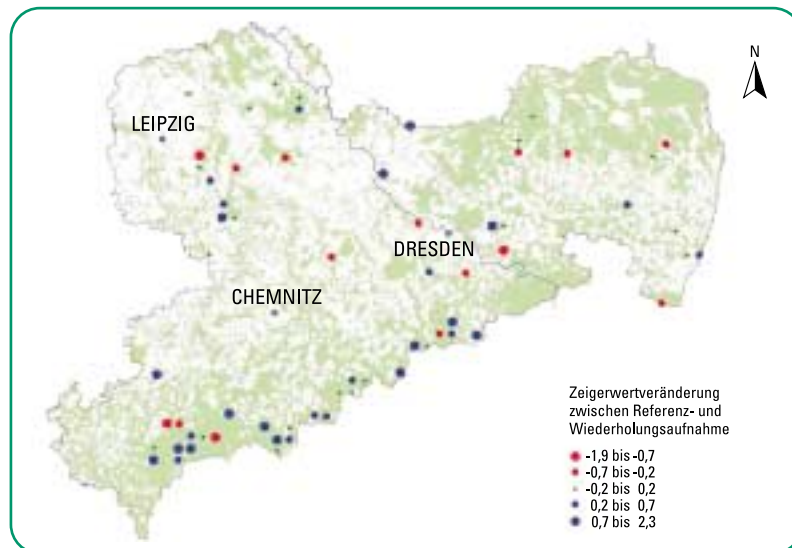 N
LEIPZIG
DRESDEN
CHEMNITZ
Zeigerwertveränderung
zwischen Referenz- und
Wiederholungsaufnahme
-1,9 bis -0,7
-0,7 bis -0,2
-0,2 bis 0,2
0,2 bis 0,7
0,7 bis 2,3